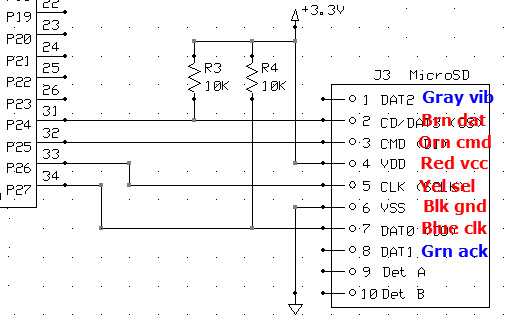 P19 22
P20 23
P21 24
P22 25
P23 26
P24 31
P25 32
P26 33
P27 34
+3.3V
R3 10K
R4 10K
J3 MicroSD
1 DAT2 Gray vib
2 CD/DAT3 Brn dat
3 CMD Orn cmd
4 VDD Red vcc
5 CLK Yel sel
6 VSS Blk gnd
7 DAT0 Blue clk
8 DAT1 Grn ack
9 Det A
10 Det B